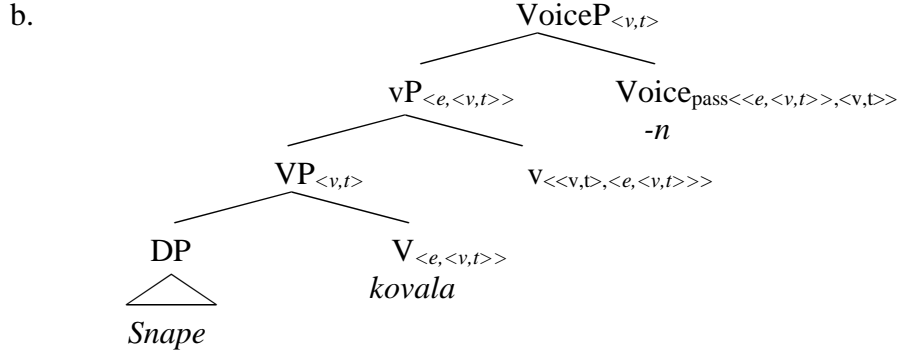 b. VoiceP<v,t>
vP<e,<v,t>> Voicepass<<e,<v,t>>,<v,t>>
-n
VP<v,t> v<<v,t>,<e,<v,t>>>
DP V<e,<v,t>>
kovala
Snape